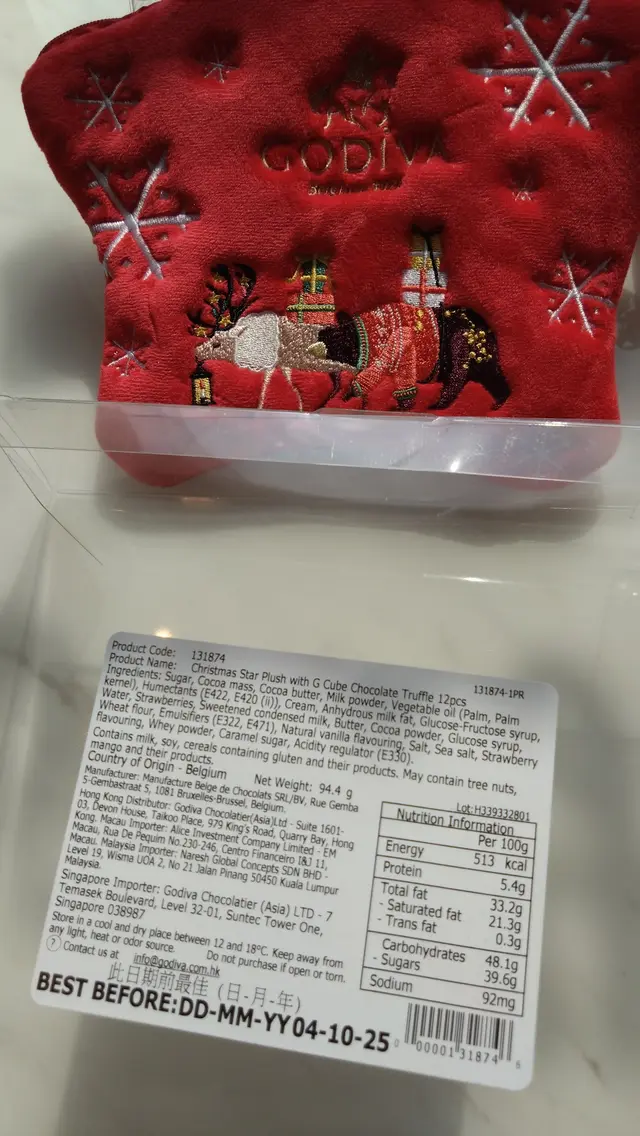 GODIVA
Product Code: 131874
131874-1PR
Product Name: Christmas Star Plush with G Cube Chocolate Truffle 12pcs
Ingredients: Sugar, Cocoa mass, Cocoa butter, Milk powder, Vegetable oil (Palm, Palm
kernel), Humectants (E422, E420 (ii)), Cream, Anhydrous milk fat, Glucose-Fructose syrup,
Water, Strawberries, Sweetened condensed milk, Butter, Cocoa powder, Glucose syrup,
Wheat flour, Emulsifiers (E322, E471), Natural vanilla flavouring, Salt, Sea salt, Strawberry
flavouring, Whey powder, Caramel sugar, Acidity regulator (E330).
Contains milk, soy, cereals containing gluten and their products. May contain tree nuts,
mango and their products.
Country of Origin - Belgium Net Weight: 94.4 g
Manufacturer: Manufacture Belge de Chocolats SRL/BV, Rue Gemba
5-Gembastraat 5, 1081 Bruxelles-Brussel, Belgium.
Hong Kong Distributor: Godiva Chocolatier(Asia)Ltd - Suite 1601-
03, Devon House, Taikoo Place, 979 King's Road, Quarry Bay, Hong
Kong. Macau Importer: Alice Investment Company Limited - EM
Macau, Rua De Pequim No.230-246, Centro Financeiro I&J 11,
Macau. Malaysia Importer: Naresh Global Concepts SDN BHD -
Level 19, Wisma UOA 2, No 21 Jalan Pinang 50450 Kuala Lumpur
Malaysia.
Singapore Importer: Godiva Chocolatier (Asia) LTD - 7
Temasek Boulevard, Level 32-01, Suntec Tower One,
Singapore 038987
Store in a cool and dry place between 12 and 18°C. Keep away from
any light, heat or odor source. Do not purchase if open or torn.
? Contact us at info@godiva.com.hk
此日期前最佳 (日-月-年)
BEST BEFORE:DD-MM-YY 04-10-25
Lot:H339332801
Nutrition Information
Per 100g
Energy 513 kcal
Protein 5.4g
Total fat 33.2g
- Saturated fat 21.3g
- Trans fat 0.3g
Carbohydrates 48.1g
- Sugars 39.6g
Sodium 92mg
0 00001 31874 6